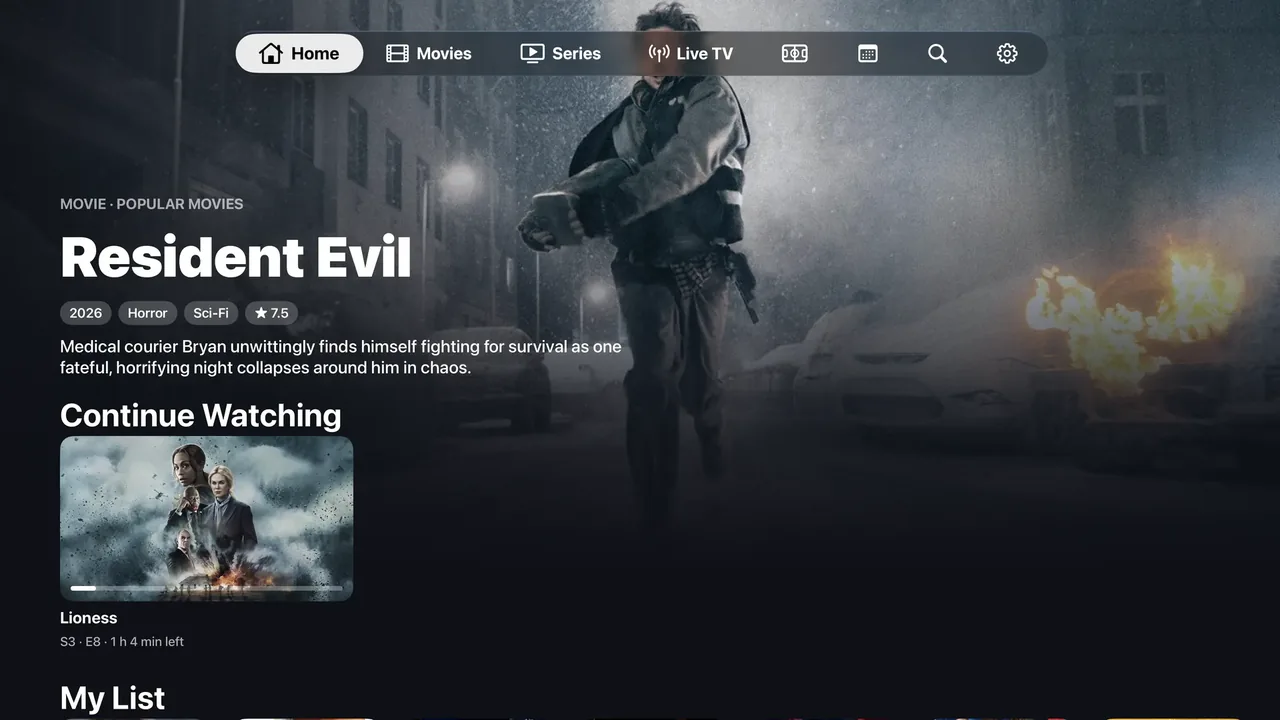 Home
Movies
Series
Live TV
MOVIE · POPULAR MOVIES
Resident Evil
2026
Horror
Sci-Fi
★ 7.5
Medical courier Bryan unwittingly finds himself fighting for survival as one
fateful, horrifying night collapses around him in chaos.
Continue Watching
Lioness
S3 · E8 · 1 h 4 min left
My List